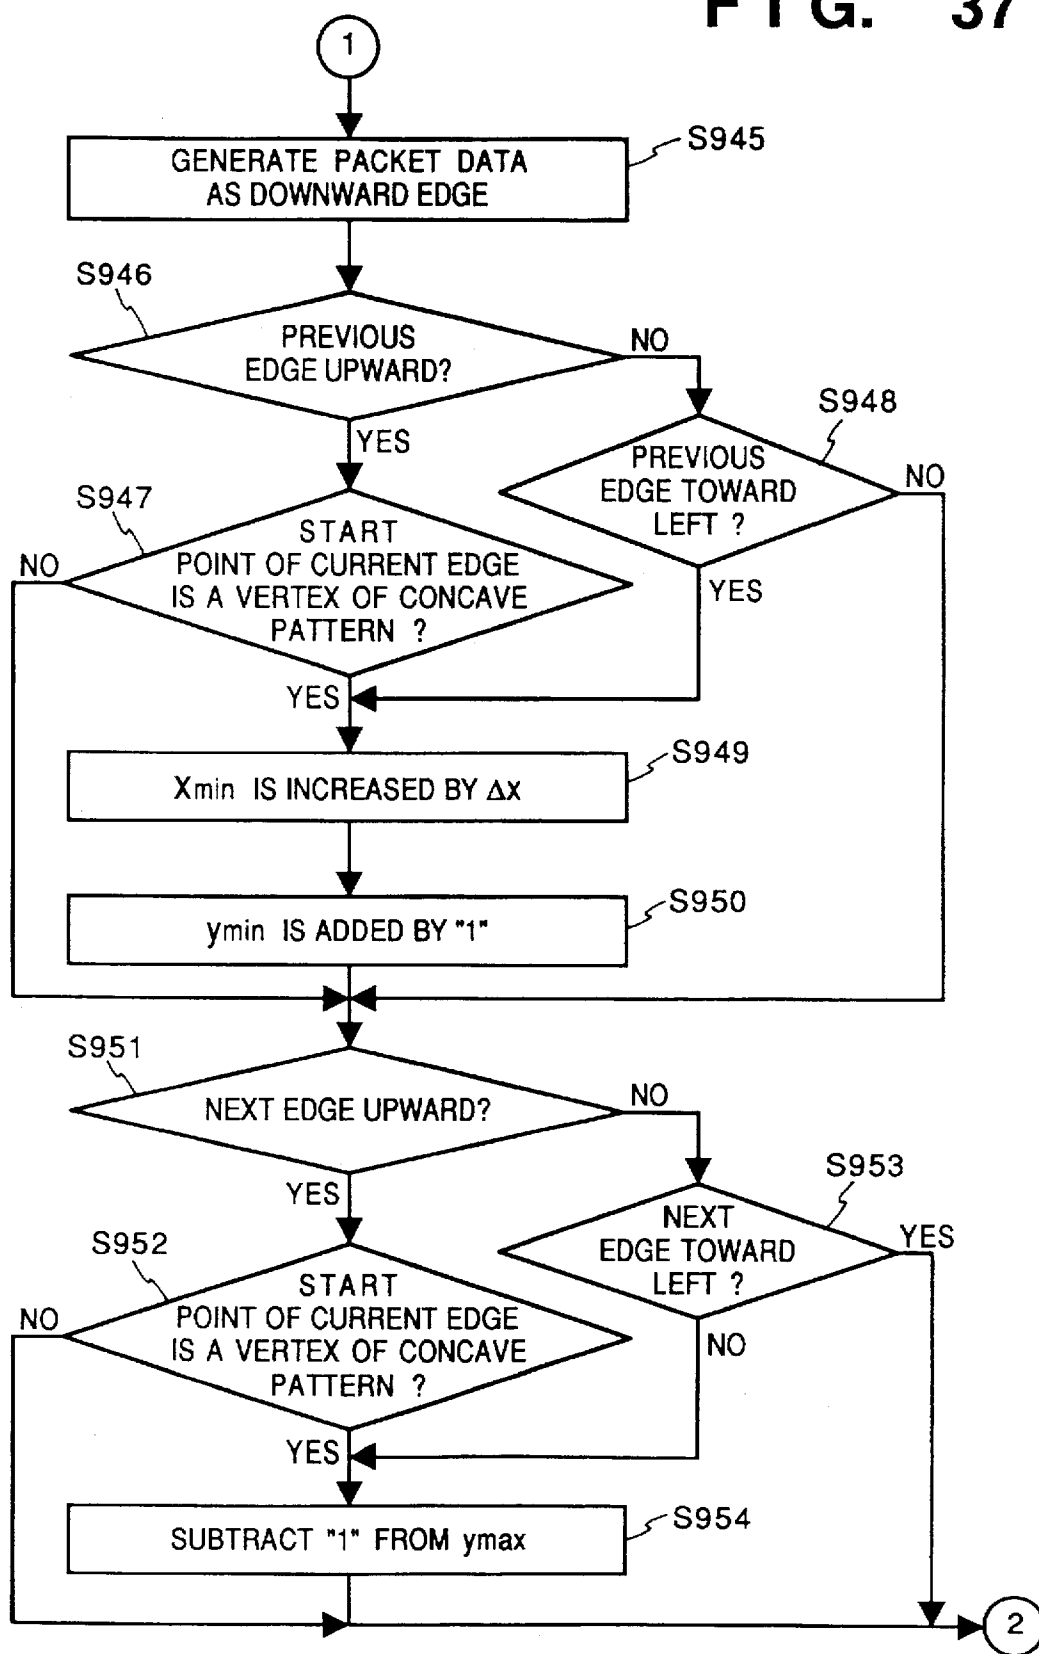 FIG. 37
1
S945
GENERATE PACKET DATA
AS DOWNWARD EDGE
S946
PREVIOUS
EDGE UPWARD?
NO
YES
S948
PREVIOUS
EDGE TOWARD
LEFT ?
NO
YES
S947
START
POINT OF CURRENT EDGE
IS A VERTEX OF CONCAVE
PATTERN ?
NO
YES
S949
Xmin IS INCREASED BY Δx
S950
ymin IS ADDED BY "1"
S951
NEXT EDGE UPWARD?
NO
YES
S953
NEXT
EDGE TOWARD
LEFT ?
YES
NO
S952
START
POINT OF CURRENT EDGE
IS A VERTEX OF CONCAVE
PATTERN ?
NO
YES
S954
SUBTRACT "1" FROM ymax
2